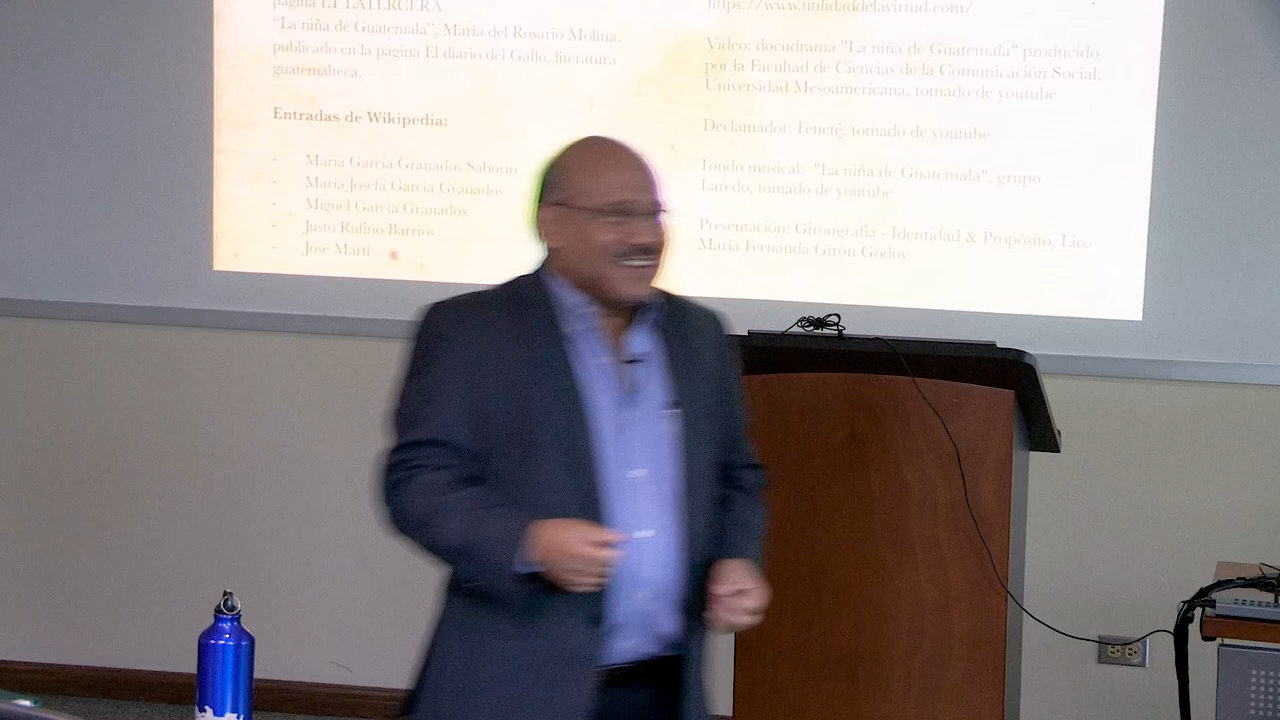 página LT LATERCERA
"La niña de Guatemala", María del Rosario Molina,
publicado en la página El diario del Gallo, literatura
guatemalteca.
Entradas de Wikipedia:
- María García Granados Saborío
- María Josefa García Granados
- Miguel García Granados
- Justo Rufino Barrios
- José Martí
https://www.utilidaddelavirtud.com/
Video: docudrama "La niña de Guatemala" producido
por la Facultad de Ciencias de la Comunicación Social.
Universidad Mesoamericana, tomado de youtube
Declamador: Feneté, tomado de youtube
Fondo musical: "La niña de Guatemala", grupo
Laredo, tomado de youtube
Presentación: Girongrafía - Identidad & Propósito, Lic.
María Fernanda Girón Godoy